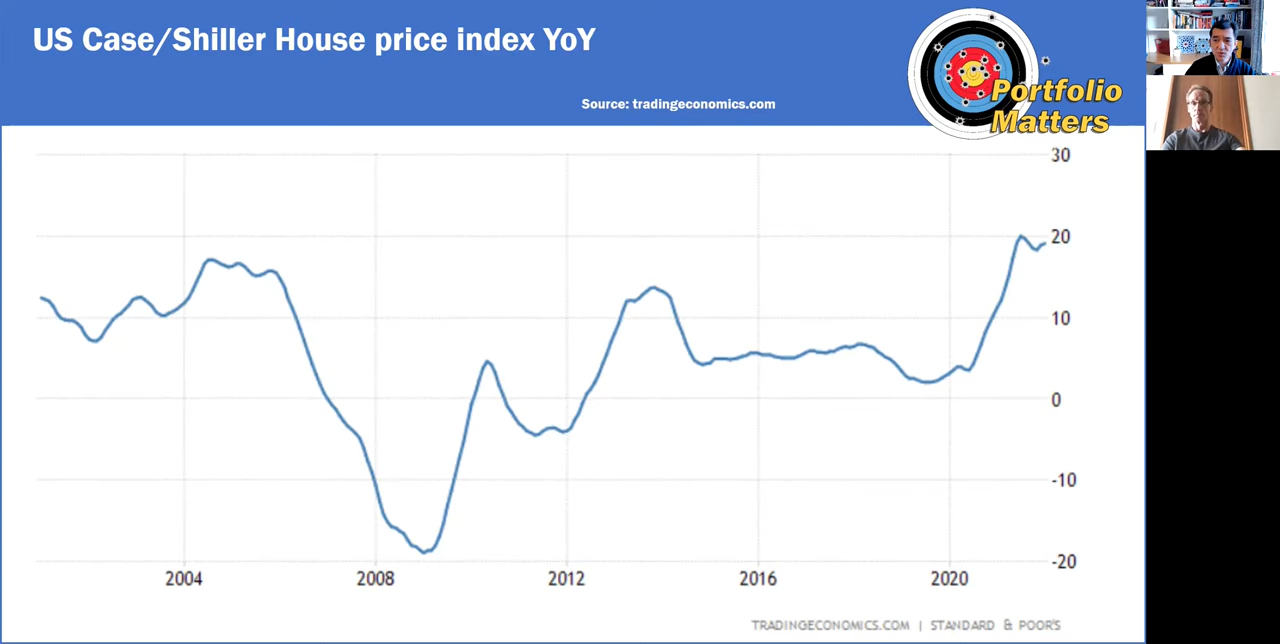 US Case/Shiller House price index YoY
Source: tradingeconomics.com
Portfolio
Matters
30
20
10
0
-10
-20
2004 2008 2012 2016 2020
TRADINGECONOMICS.COM | STANDARD & POOR'S